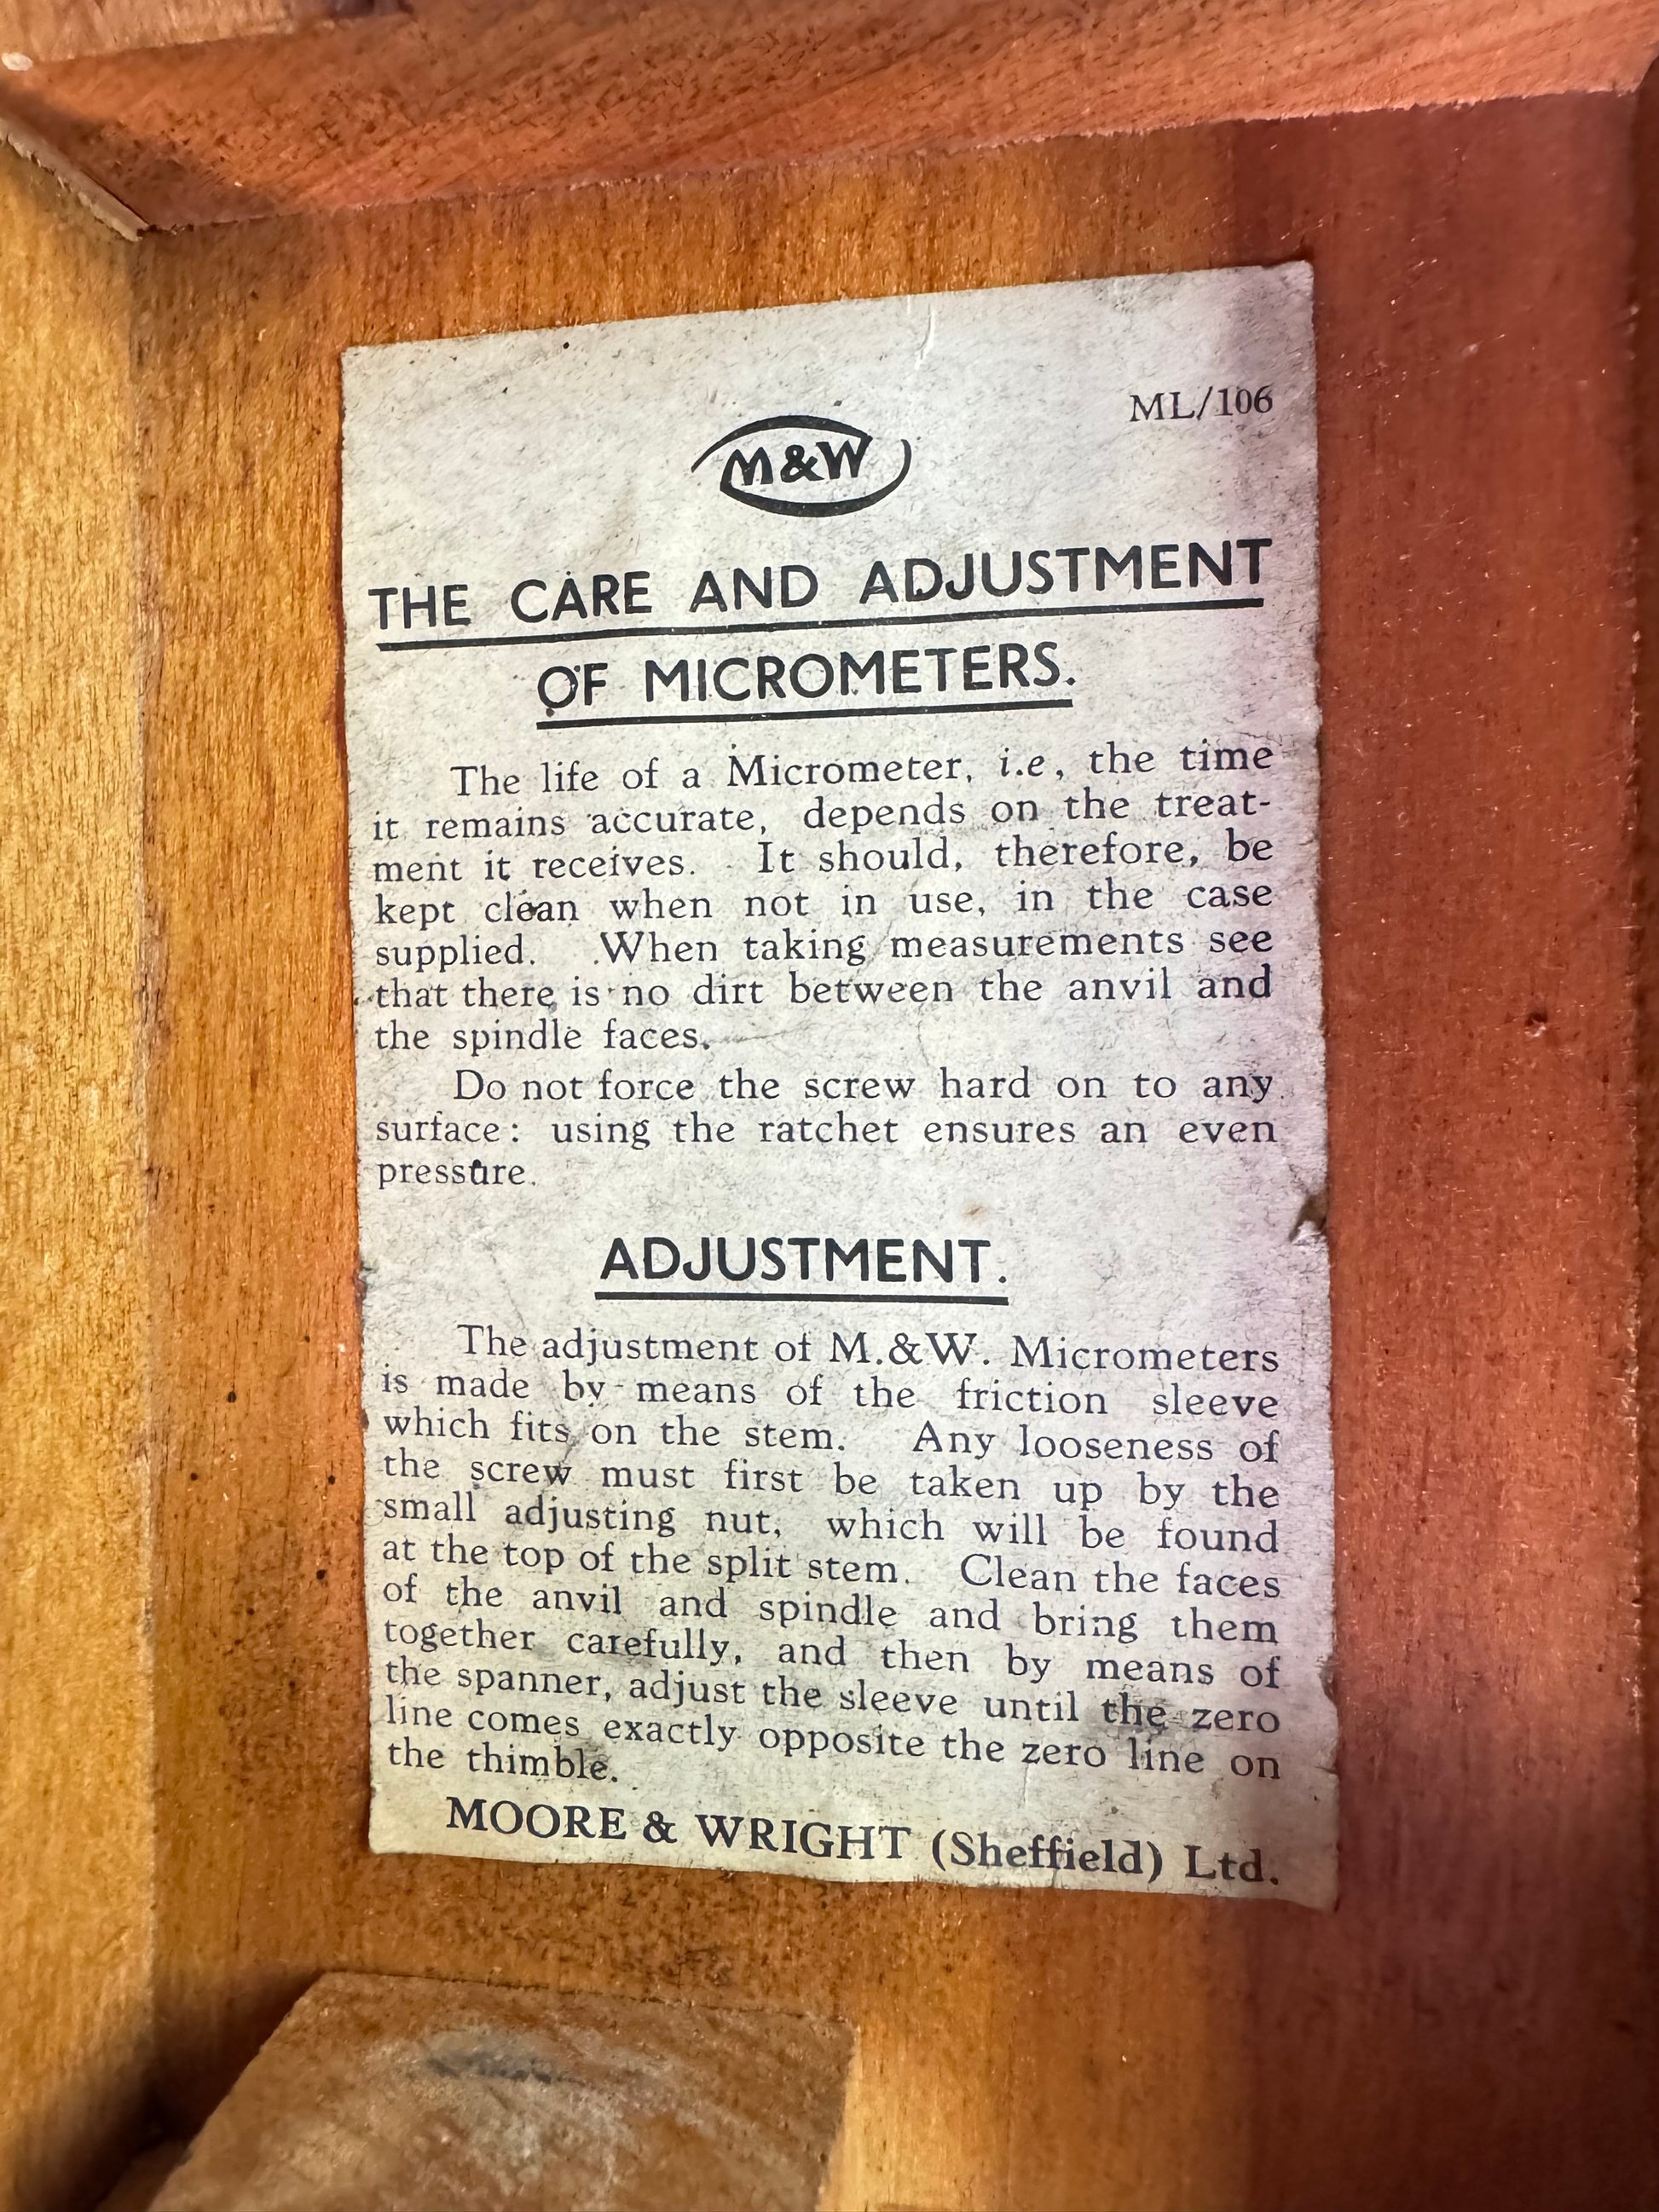 ML/106
M&W
THE CARE AND ADJUSTMENT
OF MICROMETERS.
The life of a Micrometer, i.e, the time
it remains accurate, depends on the treat-
ment it receives. It should, therefore, be
kept clean when not in use, in the case
supplied. When taking measurements see
that there is no dirt between the anvil and
the spindle faces.
Do not force the screw hard on to any
surface: using the ratchet ensures an even
pressure.
ADJUSTMENT.
The adjustment of M.&W. Micrometers
is made by means of the friction sleeve
which fits on the stem. Any looseness of
the screw must first be taken up by the
small adjusting nut, which will be found
at the top of the split stem. Clean the faces
of the anvil and spindle and bring them
together carefully, and then by means of
the spanner, adjust the sleeve until the zero
line comes exactly opposite the zero line on
the thimble.
MOORE & WRIGHT (Sheffield) Ltd.